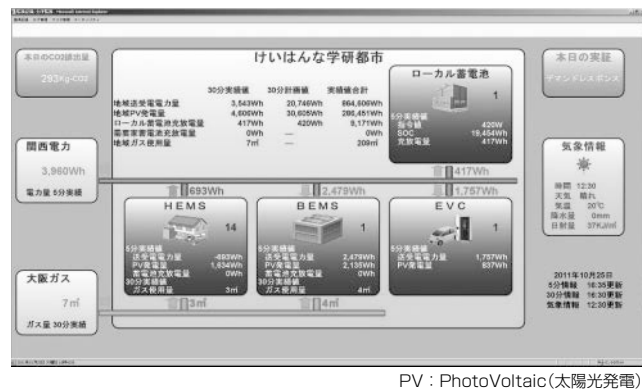 けいはんな学研都市
本日のCO2排出量
293Kg-CO2
本日の実証
デマンドレスポンス
30分実績値 30分計画値 実績値合計
地域送受電電力量 3,543Wh 20,746Wh 864,606Wh
地域PV発電量 4,606Wh 30,605Wh 286,451Wh
ローカル蓄電池充放電量 417Wh 420Wh 9,171Wh
需要家蓄電池充放電量 0Wh — 0Wh
地域ガス使用量 7㎥ — 209㎥
ローカル蓄電池
1
5分実績値
指令値 420W
SOC 19,454Wh
充放電量 417Wh
関西電力
3,960Wh
電力量 5分実績
気象情報
時間 12:30
天気 晴れ
気温 20℃
降水量 0mm
日射量 37KJ/㎡
417Wh
693Wh 2,479Wh 1,757Wh
HEMS
14
5分実績値
送受電電力量 -693Wh
PV発電量 1,834Wh
蓄電池充放電量 0Wh
30分実績値
ガス使用量 3㎥
BEMS
1
5分実績値
送受電電力量 2,479Wh
PV発電量 2,135Wh
蓄電池充放電量 0Wh
30分実績値
ガス使用量 4㎥
EVC
1
5分実績値
送受電電力量 1,757Wh
PV発電量 637Wh
大阪ガス
7㎥
ガス量 30分実績
3㎥ 4㎥
2011年10月25日
5分情報 16:35更新
30分情報 16:30更新
気象情報 12:30更新
PV：PhotoVoltaic(太陽光発電)